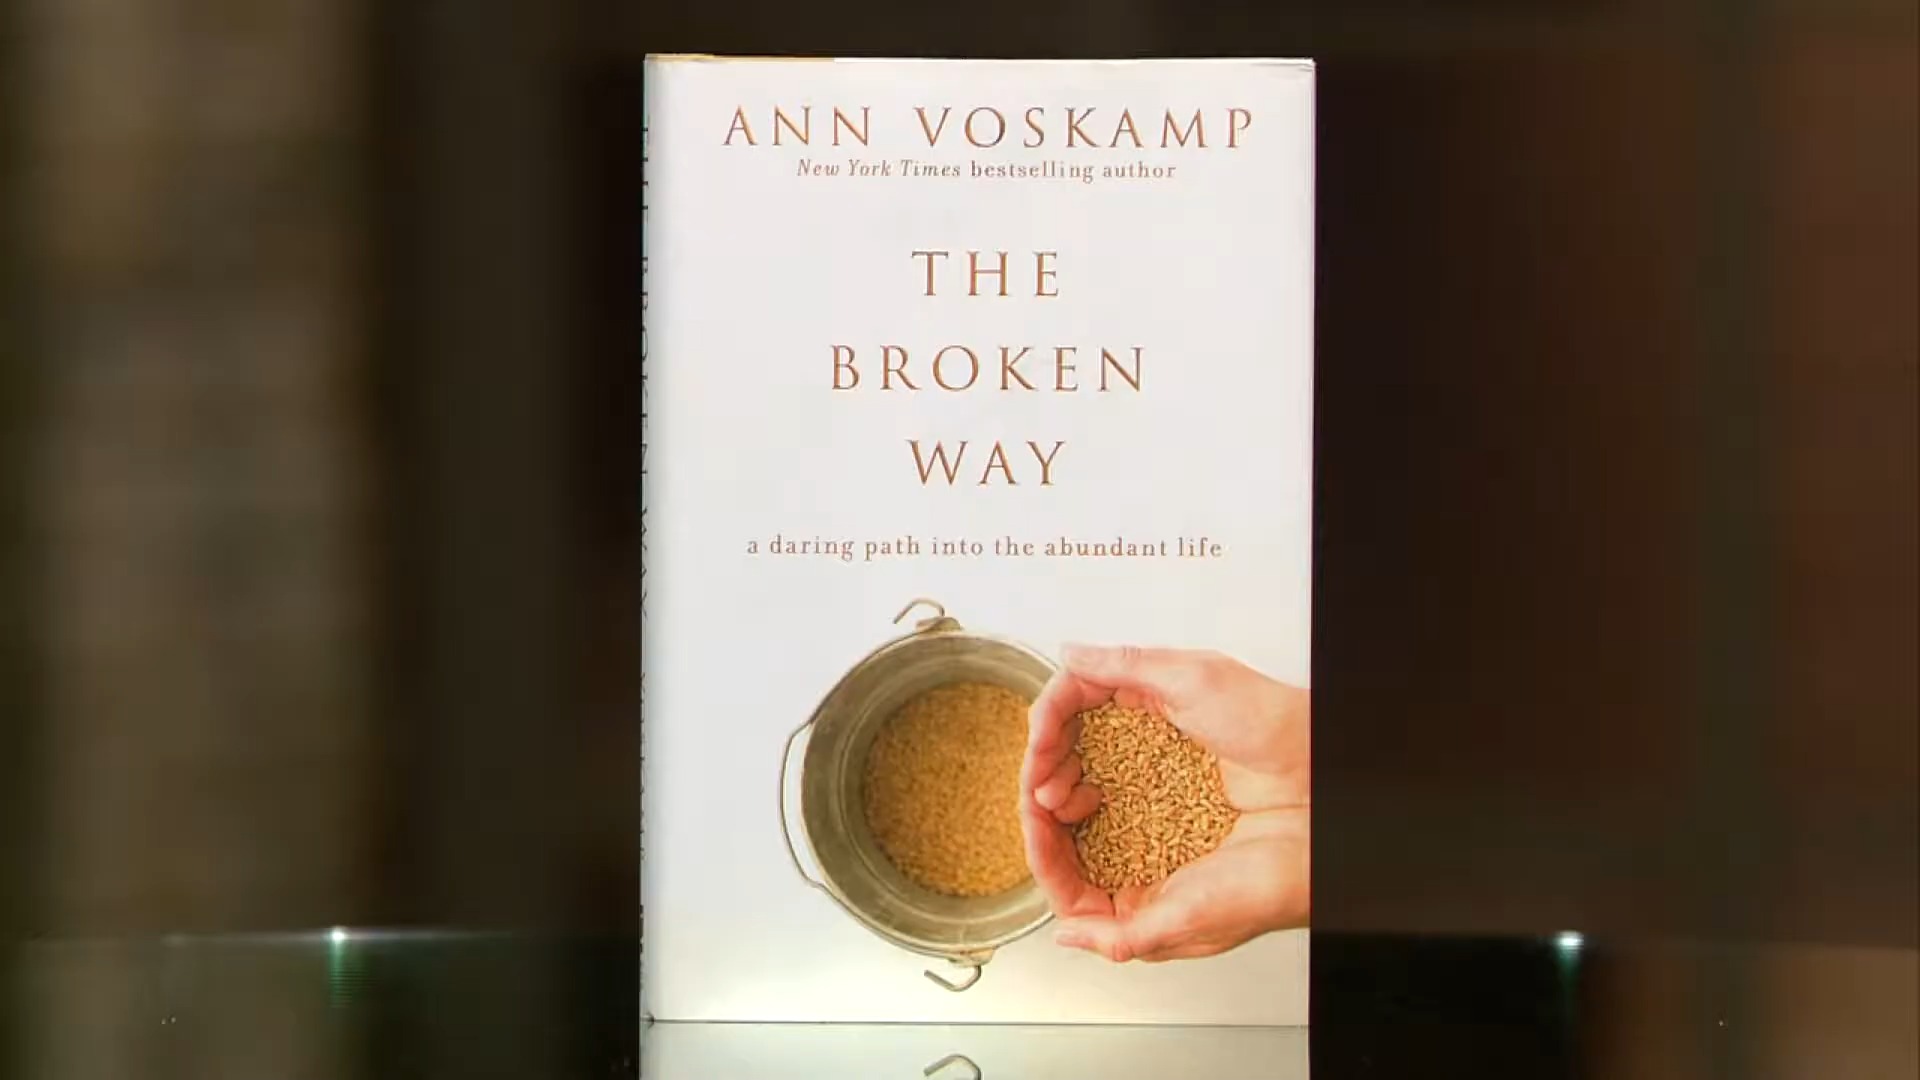 ANN VOSKAMP
New York Times bestselling author
THE
BROKEN
WAY
a daring path into the abundant life